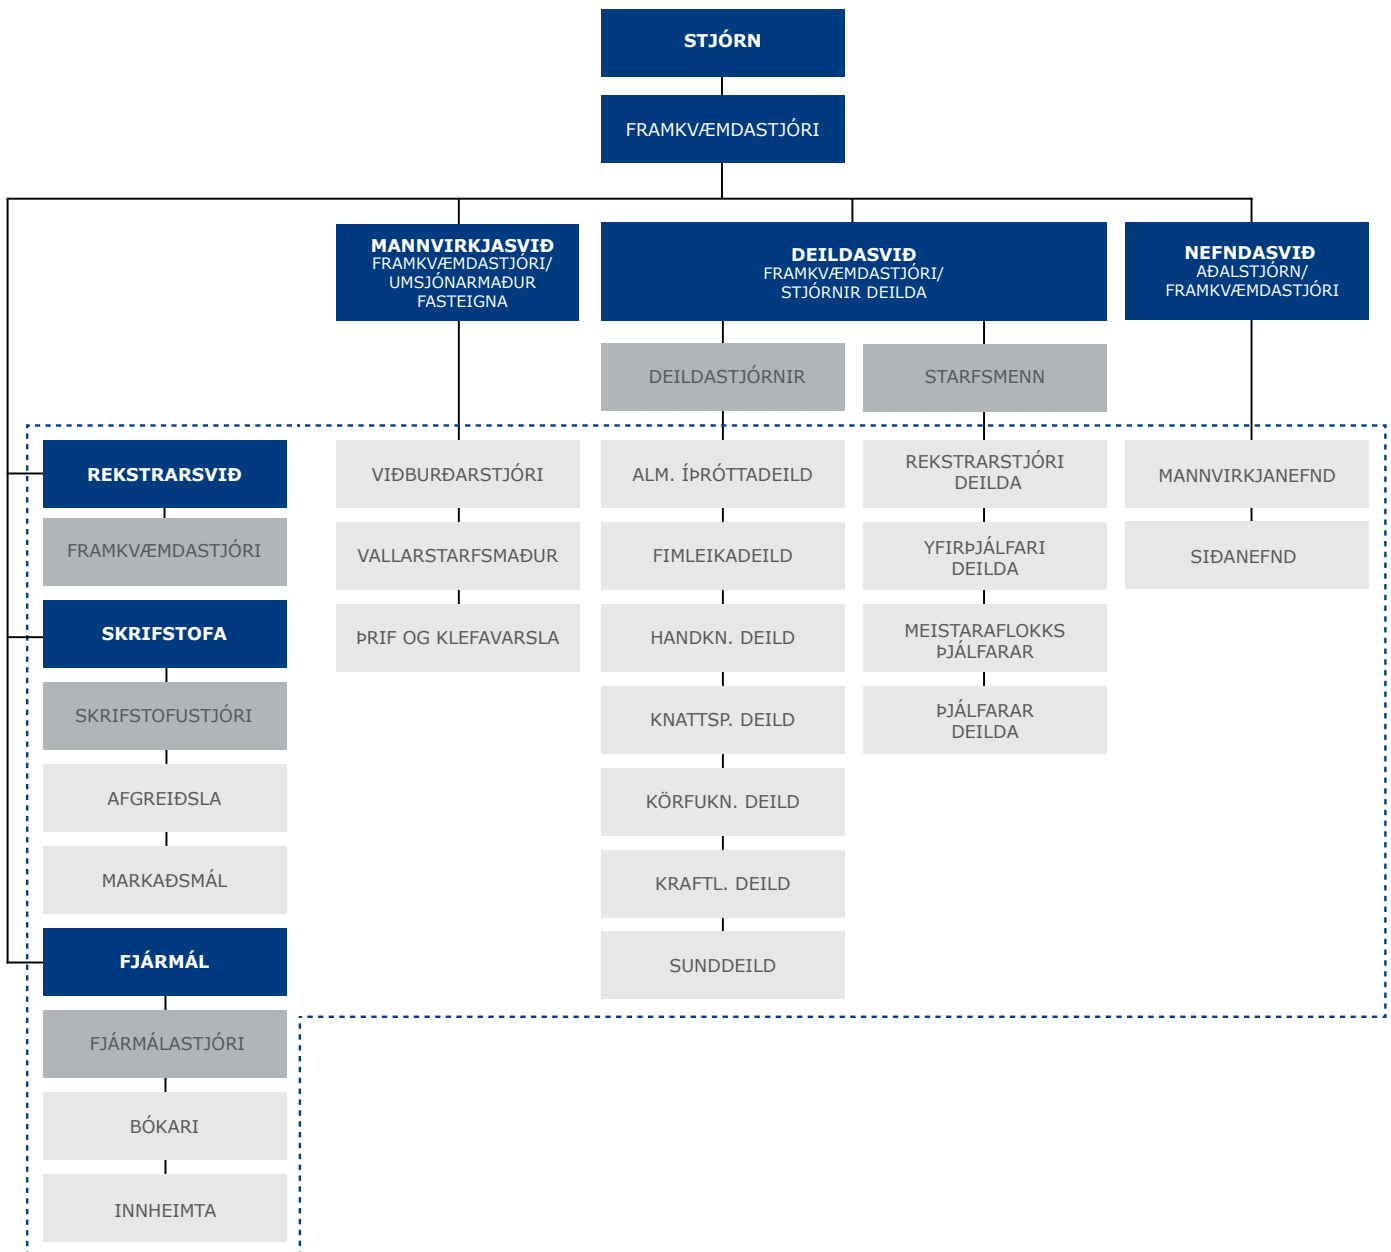 STJÓRN
FRAMKVÆMDASTJÓRI
MANNVIRKJASVIÐ
FRAMKVÆMDASTJÓRI/
UMSJÓNARMAÐUR
FASTEIGNA
DEILDASVIÐ
FRAMKVÆMDASTJÓRI/
STJÓRNIR DEILDA
NEFNDASVIÐ
AÐALSTJÓRN/
FRAMKVÆMDASTJÓRI
DEILDASTJÓRNIR
STARFSMENN
REKSTRARSVIÐ
FRAMKVÆMDASTJÓRI
SKRIFSTOFA
SKRIFSTOFUSTJÓRI
AFGREIÐSLA
MARKAÐSMÁL
FJÁRMÁL
FJÁRMÁLASTJÓRI
BÓKARI
INNHEIMTA
VIÐBURÐARSTJÓRI
VALLARSTARFSMAÐUR
ÞRIF OG KLEFAVARSLA
ALM. ÍÞRÓTTADEILD
FIMLEIKADEILD
HANDKN. DEILD
KNATTSP. DEILD
KÖRFUKN. DEILD
KRAFTL. DEILD
SUNDDEILD
REKSTRARSTJÓRI
DEILDA
YFIRÞJÁLFARI
DEILDA
MEISTARAFLOKKS
ÞJÁLFARAR
ÞJÁLFARAR
DEILDA
MANNVIRKJANEFND
SIÐANEFND